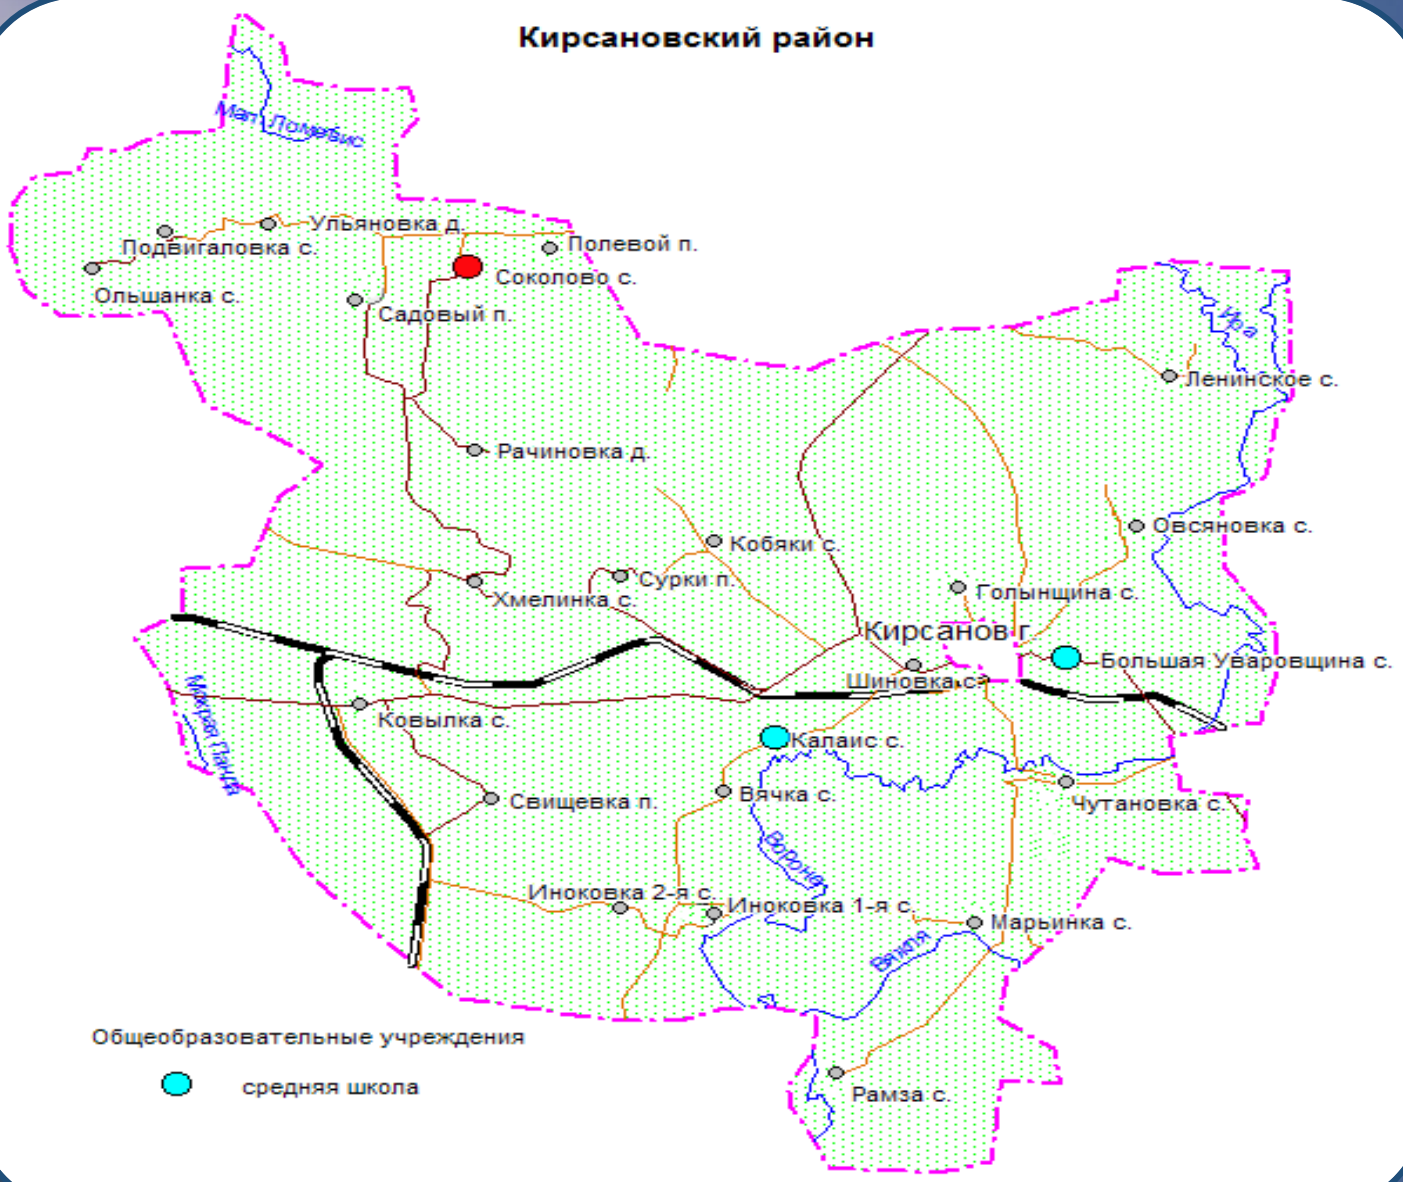 Кирсановский район
Мал. Ломовис
Ульяновка д.
Подвигаловка с.
Полевой п.
Соколово с.
Ольшанка с.
Садовый п.
Ира
Ленинское с.
Рачиновка д.
Овсяновка с.
Кобяки с.
Сурки п.
Голынщина с.
Хмелинка с.
Кирсанов г.
Большая Уваровщина с.
Шиновка с.
Мокрая Панда
Ковылка с.
Калаис с.
Свищевка п.
Вячка с.
Чутановка с.
Ворона
Иноковка 2-я с.
Иноковка 1-я с.
Марьинка с.
Вяжля
Общеобразовательные учреждения
средняя школа
Рамза с.